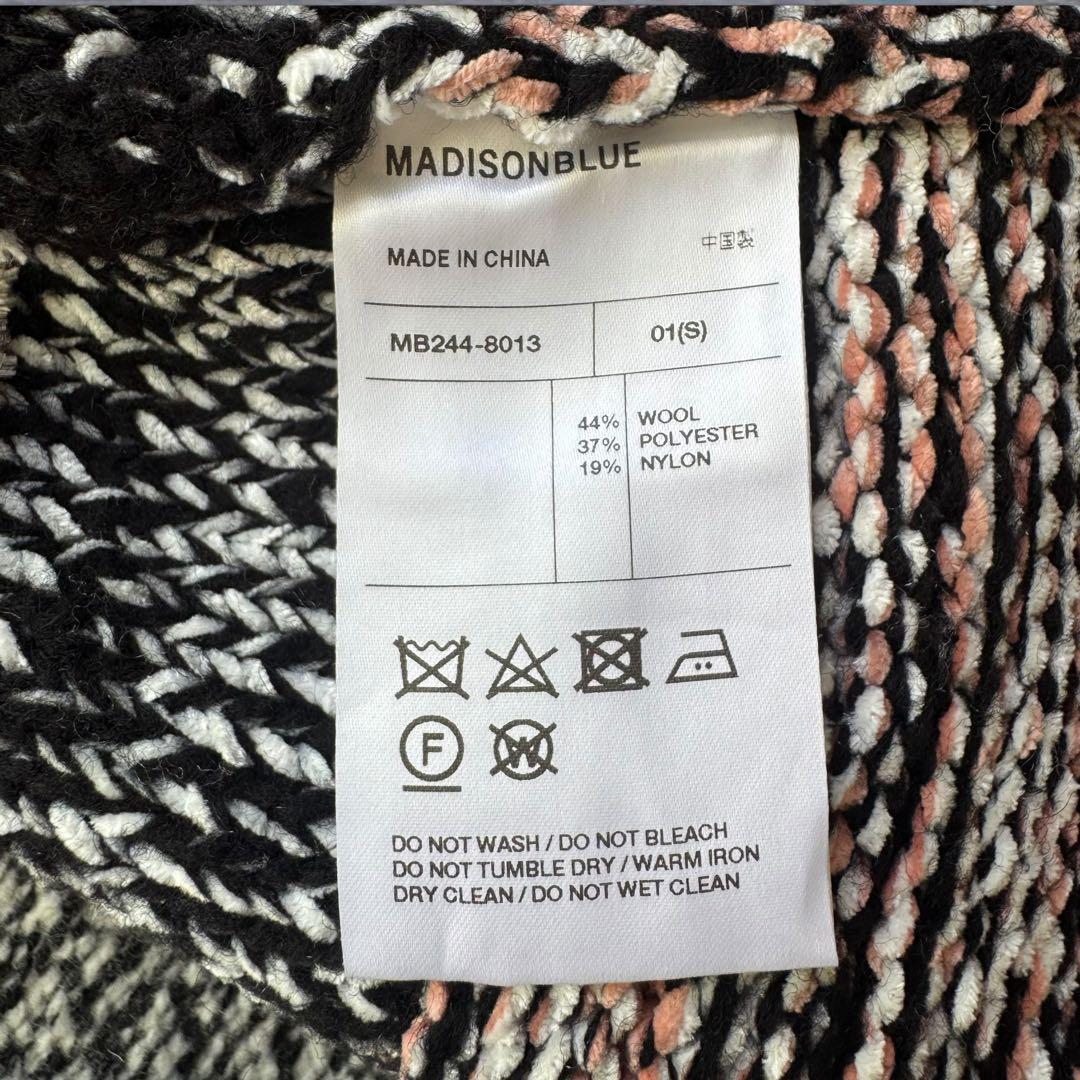 MADISONBLUE
MADE IN CHINA 中国製
MB244-8013 01(S)
44% WOOL
37% POLYESTER
19% NYLON
F W
DO NOT WASH / DO NOT BLEACH
DO NOT TUMBLE DRY / WARM IRON
DRY CLEAN / DO NOT WET CLEAN